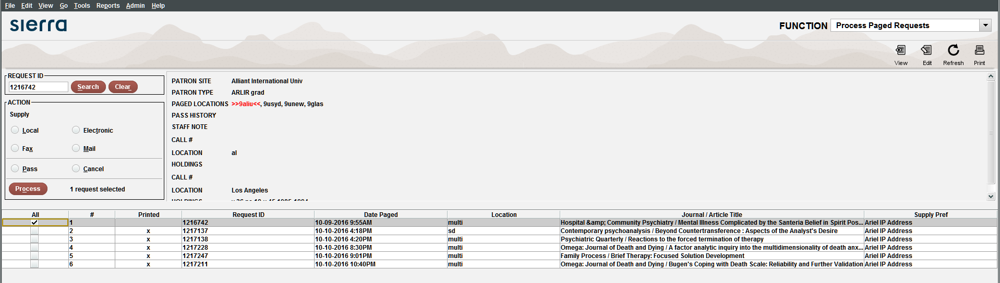 File Edit View Go Tools Reports Admin Help
sierra
FUNCTION Process Paged Requests
View Edit Refresh Print
REQUEST ID
1216742 Search Clear
ACTION
Supply
Local Electronic
Fax Mail
Pass Cancel
Process 1 request selected
PATRON SITE Alliant International Univ
PATRON TYPE ARLIR grad
PAGED LOCATIONS >>9aliu<<, 9usyd, 9unew, 9glas
PASS HISTORY
STAFF NOTE
CALL #
LOCATION al
HOLDINGS
CALL #
LOCATION Los Angeles
HOLDINGS v.36 no.10-v.45 1985-1994
All # Printed Request ID Date Paged Location Journal / Article Title Supply Pref
1 1216742 10-09-2016 9:55AM multi Hospital &amp; Community Psychiatry / Mental Illness Complicated by the Santeria Belief in Spirit Pos... Ariel IP Address
2 x 1217137 10-10-2016 4:18PM sd Contemporary psychoanalysis / Beyond Countertransference : Aspects of the Analyst's Desire Ariel IP Address
3 x 1217138 10-10-2016 4:20PM multi Psychiatric Quarterly / Reactions to the forced termination of therapy Ariel IP Address
4 x 1217228 10-10-2016 8:30PM multi Omega: Journal of Death and Dying / A factor analytic inquiry into the multidimensionality of death anx... Ariel IP Address
5 x 1217247 10-10-2016 9:01PM multi Family Process / Brief Therapy: Focused Solution Development Ariel IP Address
6 x 1217211 10-10-2016 10:40PM multi Omega: Journal of Death and Dying / Bugen's Coping with Death Scale: Reliability and Further Validation Ariel IP Address